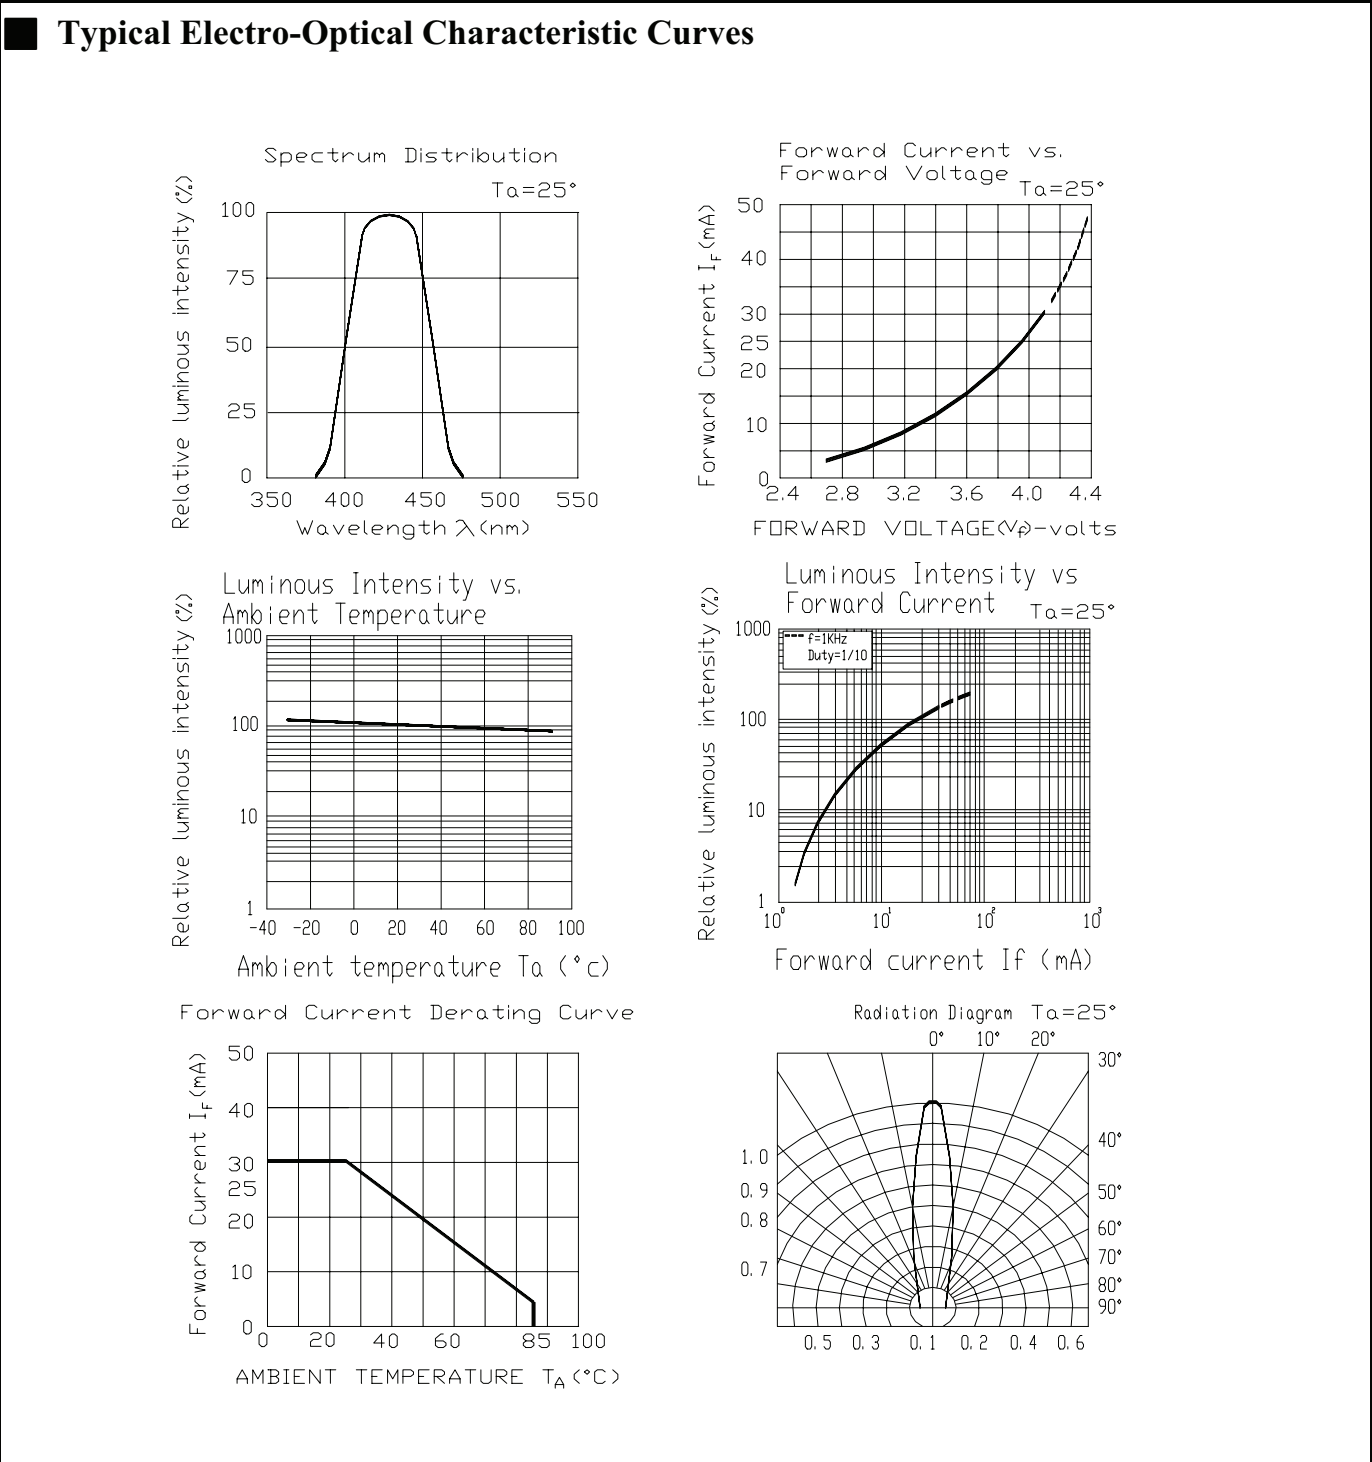 Typical Electro-Optical Characteristic Curves
Spectrum Distribution
Ta=25°
Relative luminous intensity (%)
100
75
50
25
0
350 400 450 500 550
Wavelength λ (nm)
Forward Current vs.
Forward Voltage
Ta=25°
Forward Current IF (mA)
50
40
30
25
20
10
0
2.4 2.8 3.2 3.6 4.0 4.4
FORWARD VOLTAGE(VF)-volts
Luminous Intensity vs.
Ambient Temperature
Relative luminous intensity (%)
1000
100
10
1
-40 -20 0 20 40 60 80 100
Ambient temperature Ta (°c)
Luminous Intensity vs
Forward Current
Ta=25°
Relative luminous intensity (%)
f=1KHz
Duty=1/10
1000
100
10
1
10⁰ 10¹ 10² 10³
Forward current If (mA)
Forward Current Derating Curve
Forward Current IF (mA)
50
40
30
25
20
10
0
0 20 40 60 85 100
AMBIENT TEMPERATURE TA (°C)
Radiation Diagram Ta=25°
0° 10° 20°
30°
40°
50°
60°
70°
80°
90°
1.0
0.9
0.8
0.7
0.5 0.3 0.1 0.2 0.4 0.6